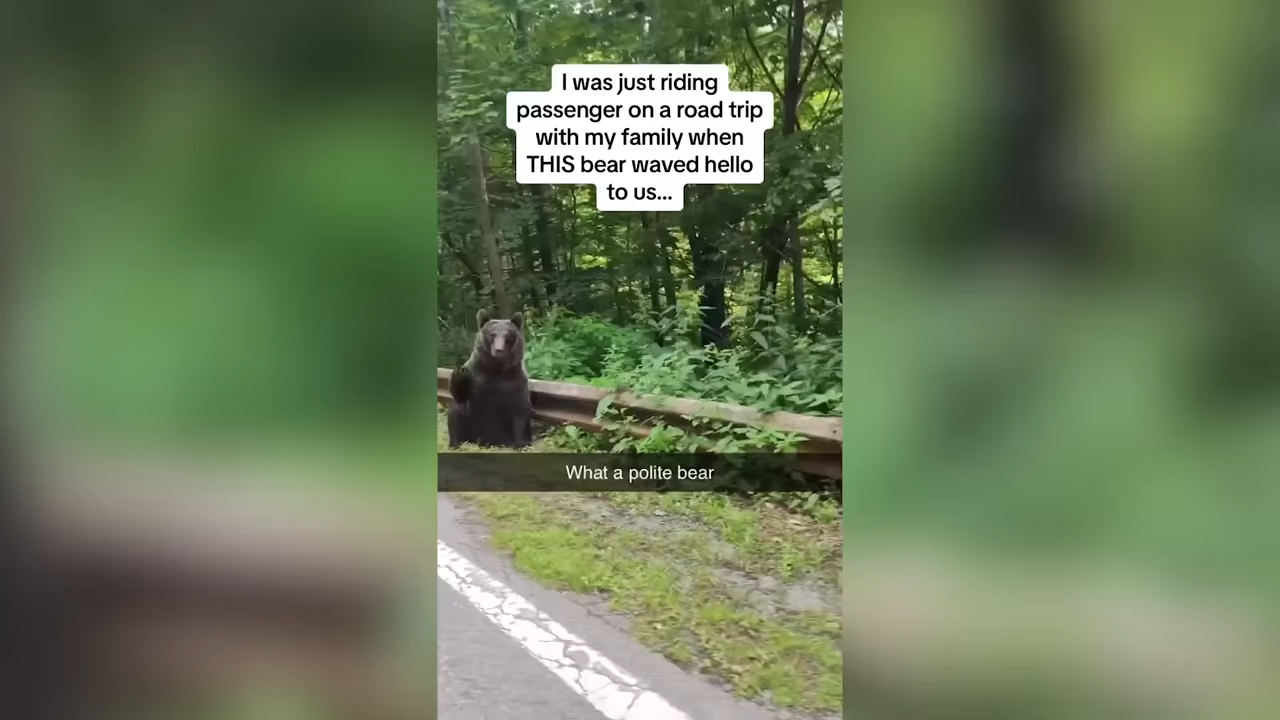 I was just riding
passenger on a road trip
with my family when
THIS bear waved hello
to us...
What a polite bear